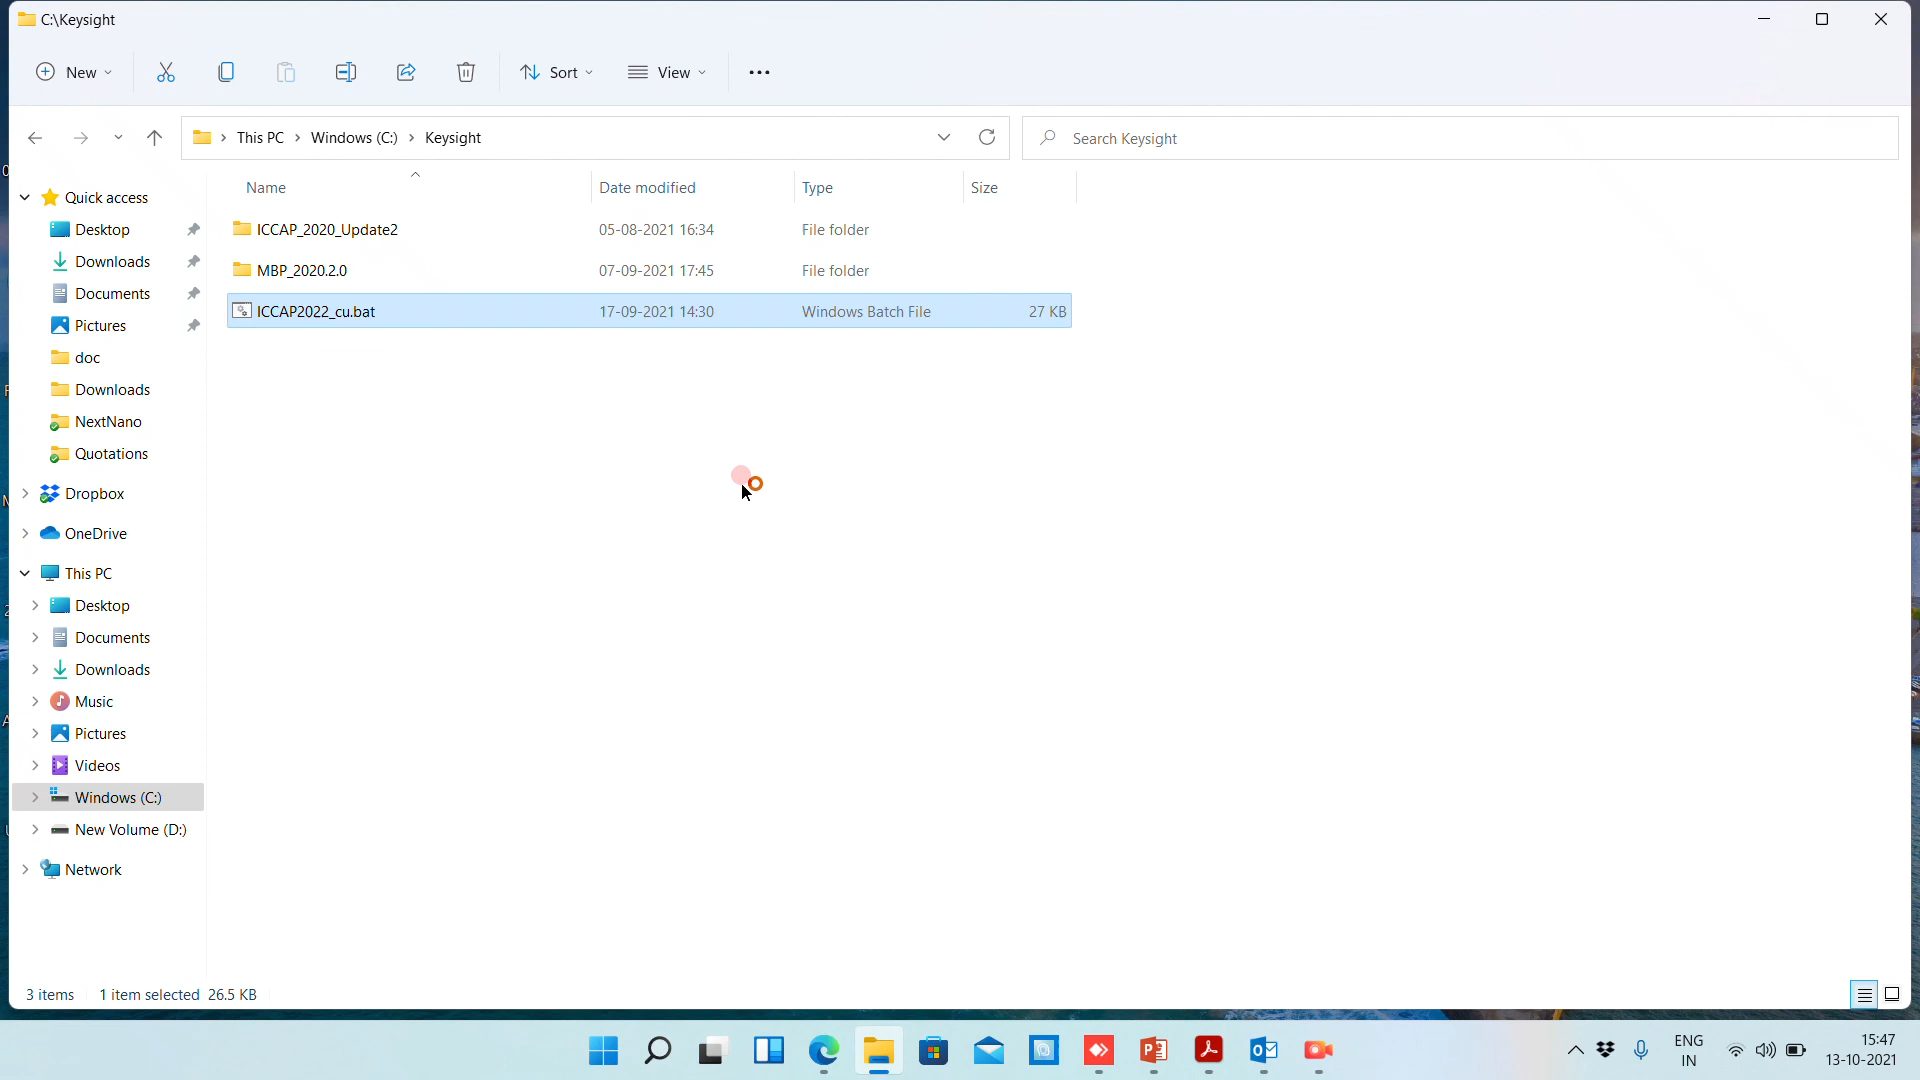 C:\Keysight
New
Sort
View
This PC > Windows (C:) > Keysight
Search Keysight
Name
Date modified
Type
Size
ICCAP_2020_Update2 05-08-2021 16:34 File folder
MBP_2020.2.0 07-09-2021 17:45 File folder
ICCAP2022_cu.bat 17-09-2021 14:30 Windows Batch File 27 KB
Quick access
Desktop
Downloads
Documents
Pictures
doc
Downloads
NextNano
Quotations
Dropbox
OneDrive
This PC
Desktop
Documents
Downloads
Music
Pictures
Videos
Windows (C:)
New Volume (D:)
Network
3 items 1 item selected 26.5 KB
ENG
IN
15:47
13-10-2021